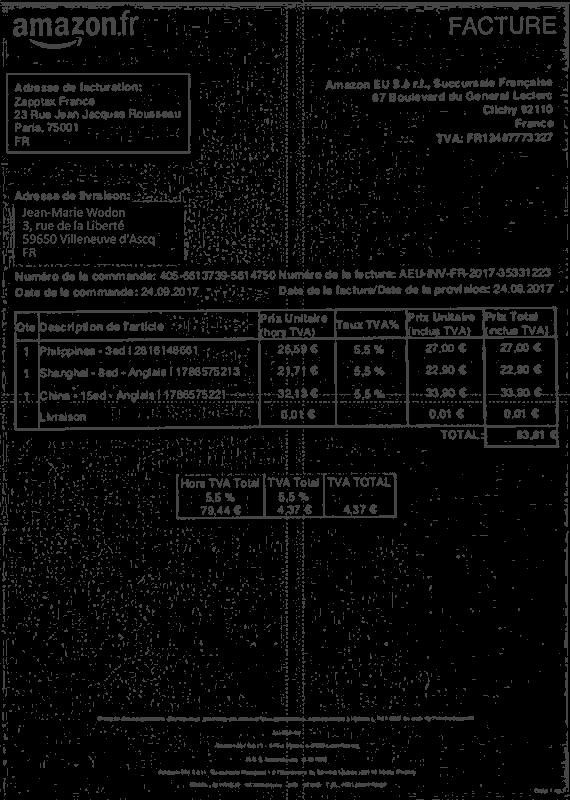 amazon.fr
FACTURE
Adresse de facturation:
Zapptax France
23 Rue Jean Jacques Rousseau
Paris, 75001
FR
Amazon EU S.à r.l., Succursale Française
67 Boulevard du General Leclerc
Clichy 92110
France
TVA: FR12487773327
Adresse de livraison:
Jean-Marie Wodon
3, rue de la Liberté
59650 Villeneuve d'Ascq
FR
Numéro de la commande: 405-6613739-5614750 Numéro de la facture: AEU-INV-FR-2017-35331223
Date de la commande: 24.09.2017 Date de la facture/Date de la provision: 24.09.2017
Qte Description de l'article Prix Unitaire (hors TVA) Taux TVA% Prix Unitaire (inclus TVA) Prix Total (inclus TVA)
1 Philippines - 3ed | 2816148661 25,59 € 5,5 % 27,00 € 27,00 €
1 Shanghai - 8ed - Anglais | 1786575213 21,71 € 5,5 % 22,90 € 22,90 €
1 China - 15ed - Anglais | 1786575221 32,13 € 5,5 % 33,90 € 33,90 €
Livraison 0,01 € 0,01 € 0,01 €
TOTAL: 83,81 €
Hors TVA Total TVA Total TVA TOTAL
5,5 % 5,5 %
79,44 € 4,37 € 4,37 €